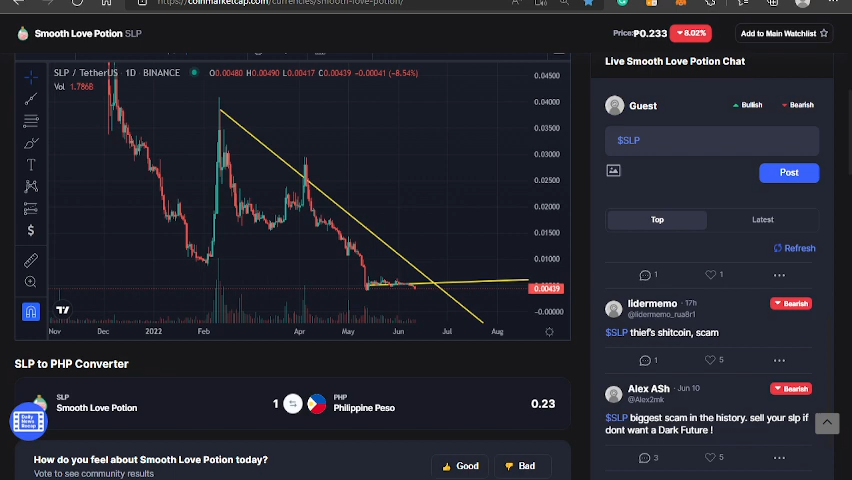 https://coinmarketcap.com/currencies/smooth-love-potion/
Smooth Love Potion SLP
Price: ₱0.233
8.02%
Add to Main Watchlist
SLP / TetherUS 1D BINANCE O0.00480 H0.00490 L0.00417 C0.00439 −0.00041 (−8.54%)
Vol 1.786B
0.04500
0.04000
0.03500
0.03000
0.02500
0.02000
0.01500
0.01000
0.00439
−0.00000
Nov Dec 2022 Feb Apr May Jun Jul Aug
SLP to PHP Converter
SLP
Smooth Love Potion
1
PHP
Philippine Peso
0.23
Daily News Recap
How do you feel about Smooth Love Potion today?
Vote to see community results
Good
Bad
Live Smooth Love Potion Chat
Guest
Bullish
Bearish
$SLP
Post
Top
Latest
Refresh
1 1
lidermemo · 17h
@lidermemo_rua8r1
Bearish
$SLP thief's shitcoin, scam
1 5
Alex ASh · Jun 10
@Alex2mk
Bearish
$SLP biggest scam in the history. sell your slp if
dont want a Dark Future !
3 5